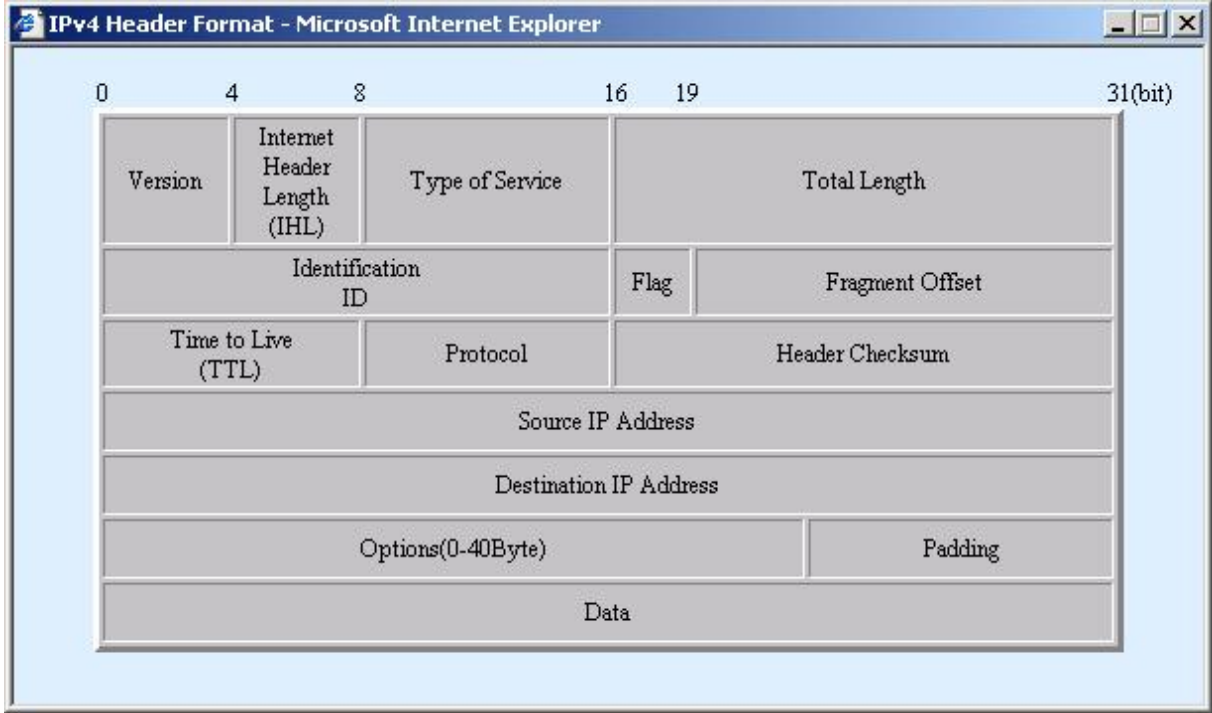 IPv4 Header Format - Microsoft Internet Explorer
0 4 8 16 19 31(bit)
Version
Internet
Header
Length
(IHL)
Type of Service
Total Length
Identification
ID
Flag
Fragment Offset
Time to Live
(TTL)
Protocol
Header Checksum
Source IP Address
Destination IP Address
Options(0-40Byte)
Padding
Data